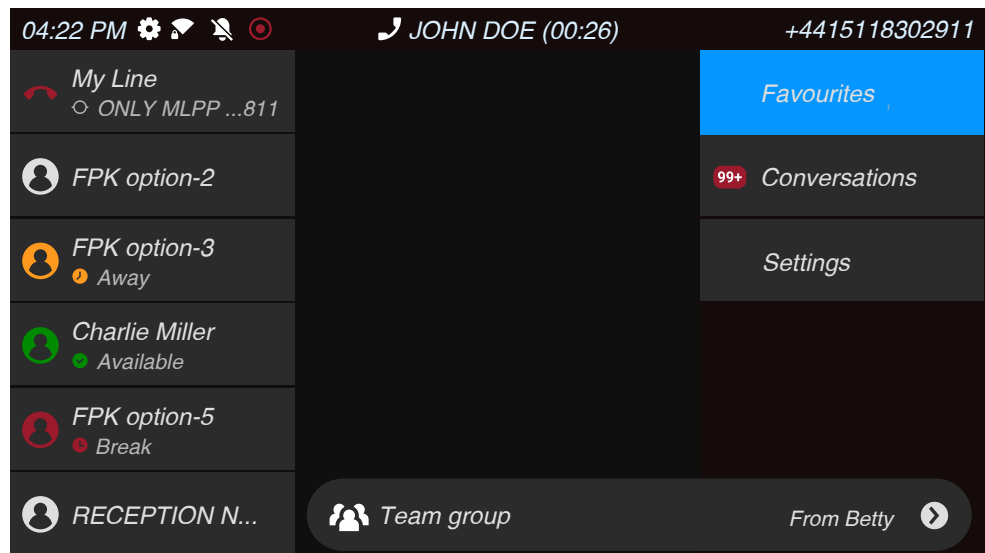 04:22 PM JOHN DOE (00:26) +4415118302911
My Line
ONLY MLPP ...811
FPK option-2
FPK option-3
Away
Charlie Miller
Available
FPK option-5
Break
RECEPTION N...
Favourites ,
99+ Conversations
Settings
Team group From Betty